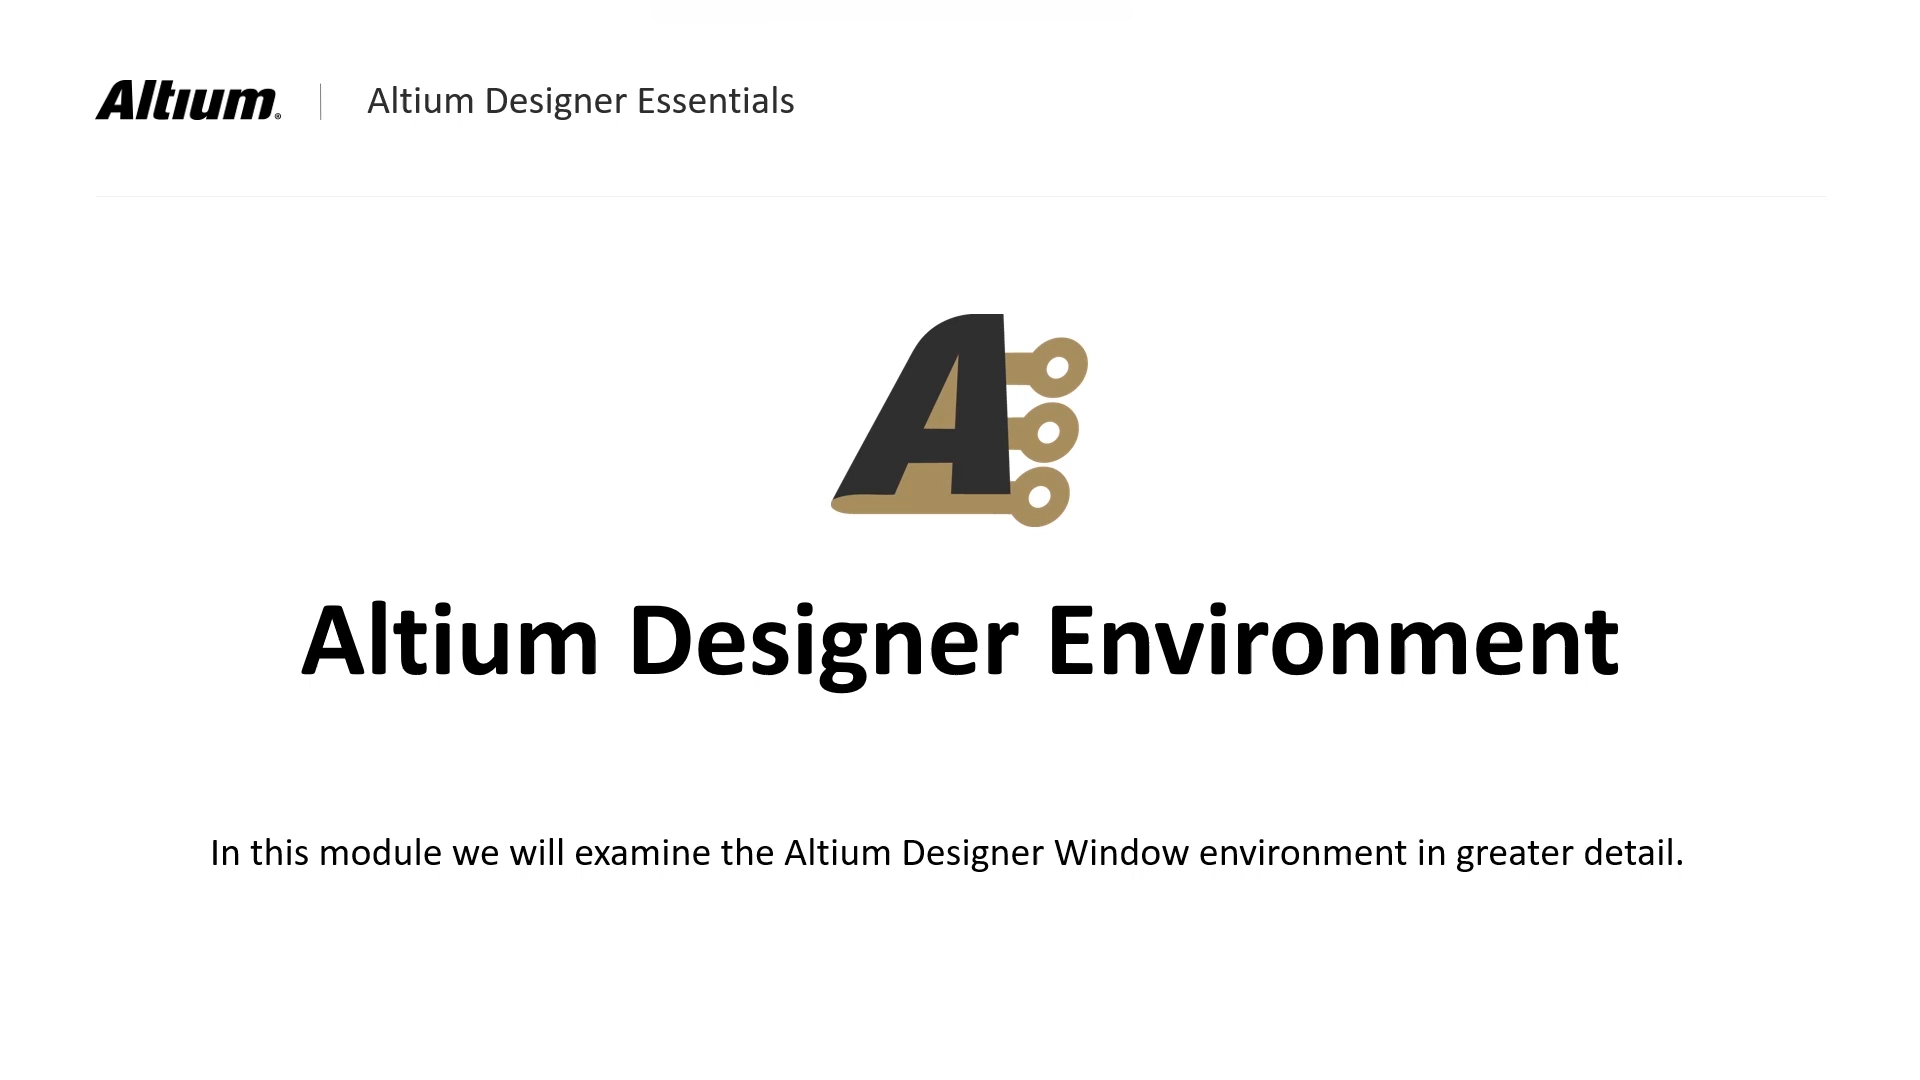 Altium® Altium Designer Essentials
Altium Designer Environment
In this module we will examine the Altium Designer Window environment in greater detail.